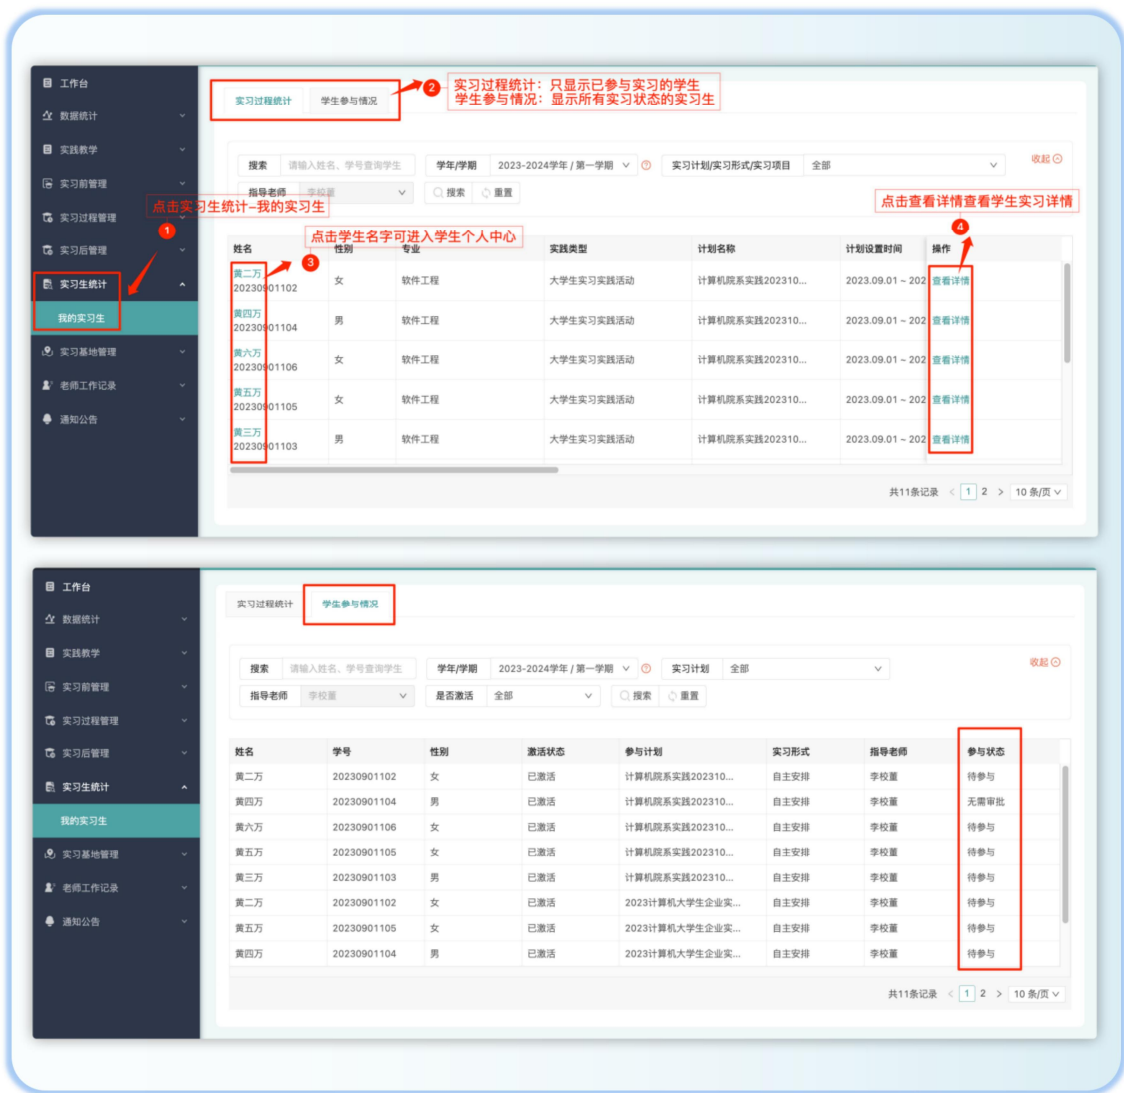 工作台
数据统计
实践教学
实习前管理
实习过程管理
实习后管理
实习生统计
我的实习生
实习基地管理
老师工作记录
通知公告
实习过程统计 学生参与情况
2 实习过程统计：只显示已参与实习的学生
学生参与情况：显示所有实习状态的实习生
搜索 请输入姓名、学号查询学生 学年/学期 2023-2024学年 / 第一学期 实习计划/实习形式/实习项目 全部 收起
指导老师 李校董 搜索 重置
点击实习生统计-我的实习生
1
点击学生名字可进入学生个人中心
3
点击查看详情查看学生实习详情
4
姓名 性别 专业 实践类型 计划名称 计划设置时间 操作
黄二万
20230901102 女 软件工程 大学生实习实践活动 计算机院系实践202310... 2023.09.01 ~ 202 查看详情
黄四万
20230901104 男 软件工程 大学生实习实践活动 计算机院系实践202310... 2023.09.01 ~ 202 查看详情
黄六万
20230901106 女 软件工程 大学生实习实践活动 计算机院系实践202310... 2023.09.01 ~ 202 查看详情
黄五万
20230901105 女 软件工程 大学生实习实践活动 计算机院系实践202310... 2023.09.01 ~ 202 查看详情
黄三万
20230901103 男 软件工程 大学生实习实践活动 计算机院系实践202310... 2023.09.01 ~ 202 查看详情
共11条记录 < 1 2 > 10 条/页
工作台
数据统计
实践教学
实习前管理
实习过程管理
实习后管理
实习生统计
我的实习生
实习基地管理
老师工作记录
通知公告
实习过程统计 学生参与情况
搜索 请输入姓名、学号查询学生 学年/学期 2023-2024学年 / 第一学期 实习计划 全部 收起
指导老师 李校董 是否激活 全部 搜索 重置
姓名 学号 性别 激活状态 参与计划 实习形式 指导老师 参与状态
黄二万 20230901102 女 已激活 计算机院系实践202310... 自主安排 李校董 待参与
黄四万 20230901104 男 已激活 计算机院系实践202310... 自主安排 李校董 无需审批
黄六万 20230901106 女 已激活 计算机院系实践202310... 自主安排 李校董 待参与
黄五万 20230901105 女 已激活 计算机院系实践202310... 自主安排 李校董 待参与
黄三万 20230901103 男 已激活 计算机院系实践202310... 自主安排 李校董 待参与
黄二万 20230901102 女 已激活 2023计算机大学生企业实... 自主安排 李校董 待参与
黄五万 20230901105 女 已激活 2023计算机大学生企业实... 自主安排 李校董 待参与
黄四万 20230901104 男 已激活 2023计算机大学生企业实... 自主安排 李校董 待参与
共11条记录 < 1 2 > 10 条/页